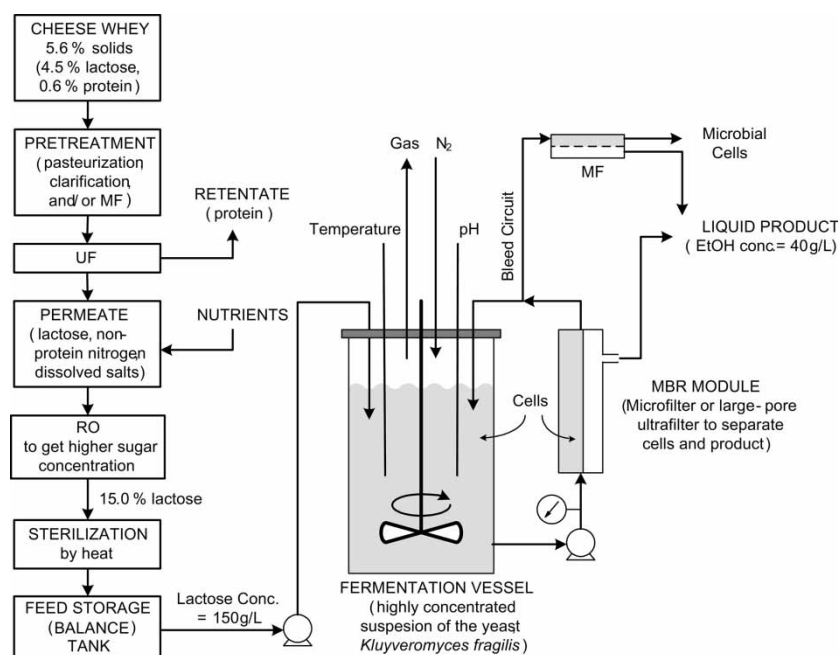 CHEESE WHEY
5.6 % solids
(4.5 % lactose,
0.6 % protein)
PRETREATMENT
(pasteurization,
clarification,
and/or MF)
RETENTATE
(protein)
UF
PERMEATE
(lactose, non-
protein nitrogen,
dissolved salts)
NUTRIENTS
RO
to get higher sugar
concentration
15.0 % lactose
STERILIZATION
by heat
FEED STORAGE
(BALANCE)
TANK
Lactose Conc.
= 150g/L
Gas
N2
Temperature
pH
Cells
FERMENTATION VESSEL
(highly concentrated
suspesion of the yeast,
Kluyveromyces fragilis)
Bleed Circuit
MF
Microbial
Cells
LIQUID PRODUCT
(EtOH conc.= 40g/L)
MBR MODULE
(Microfilter or large-pore
ultrafilter to separate
cells and product)